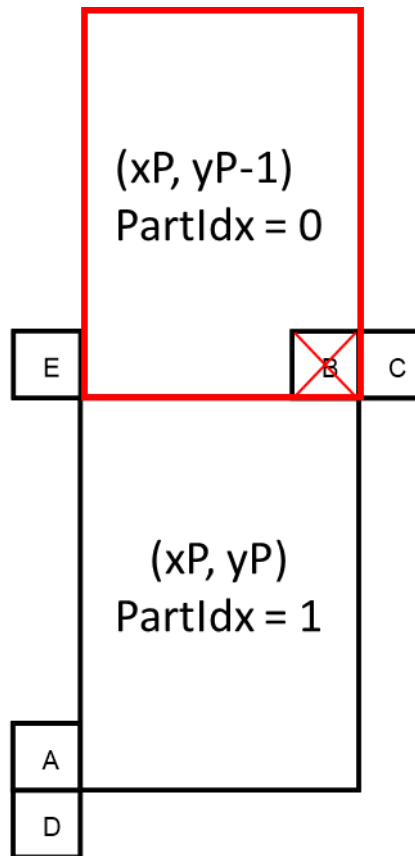 (xP, yP-1)
PartIdx = 0
E
B
C
(xP, yP)
PartIdx = 1
A
D